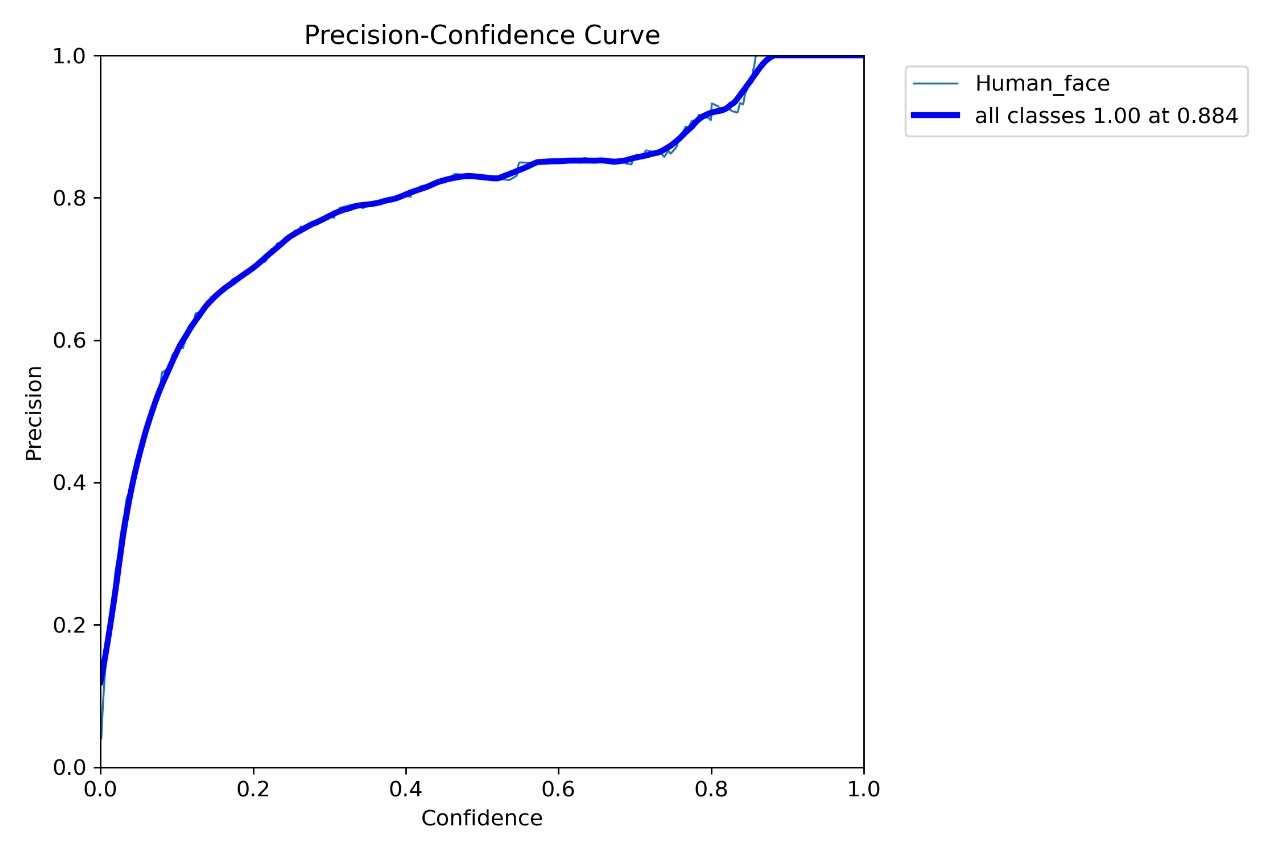 Precision-Confidence Curve
1.0
0.8
0.6
0.4
0.2
0.0
Precision
0.0 0.2 0.4 0.6 0.8 1.0
Confidence
Human_face
all classes 1.00 at 0.884